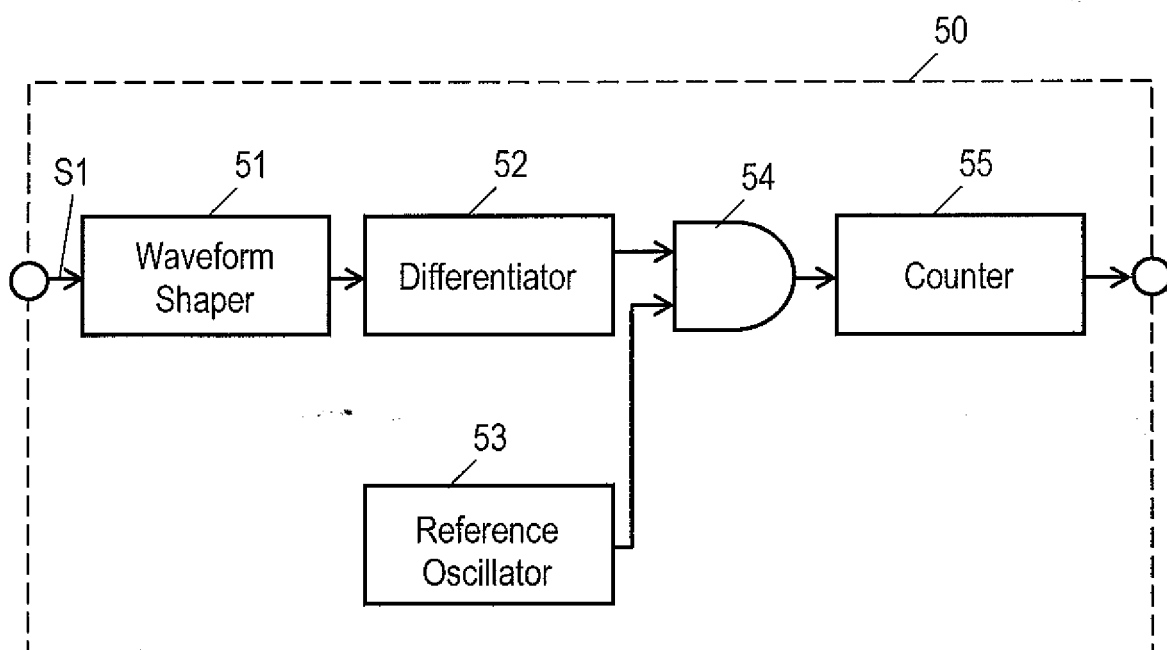 50
S1
51
52
54
55
Waveform
Shaper
Differentiator
Counter
53
Reference
Oscillator